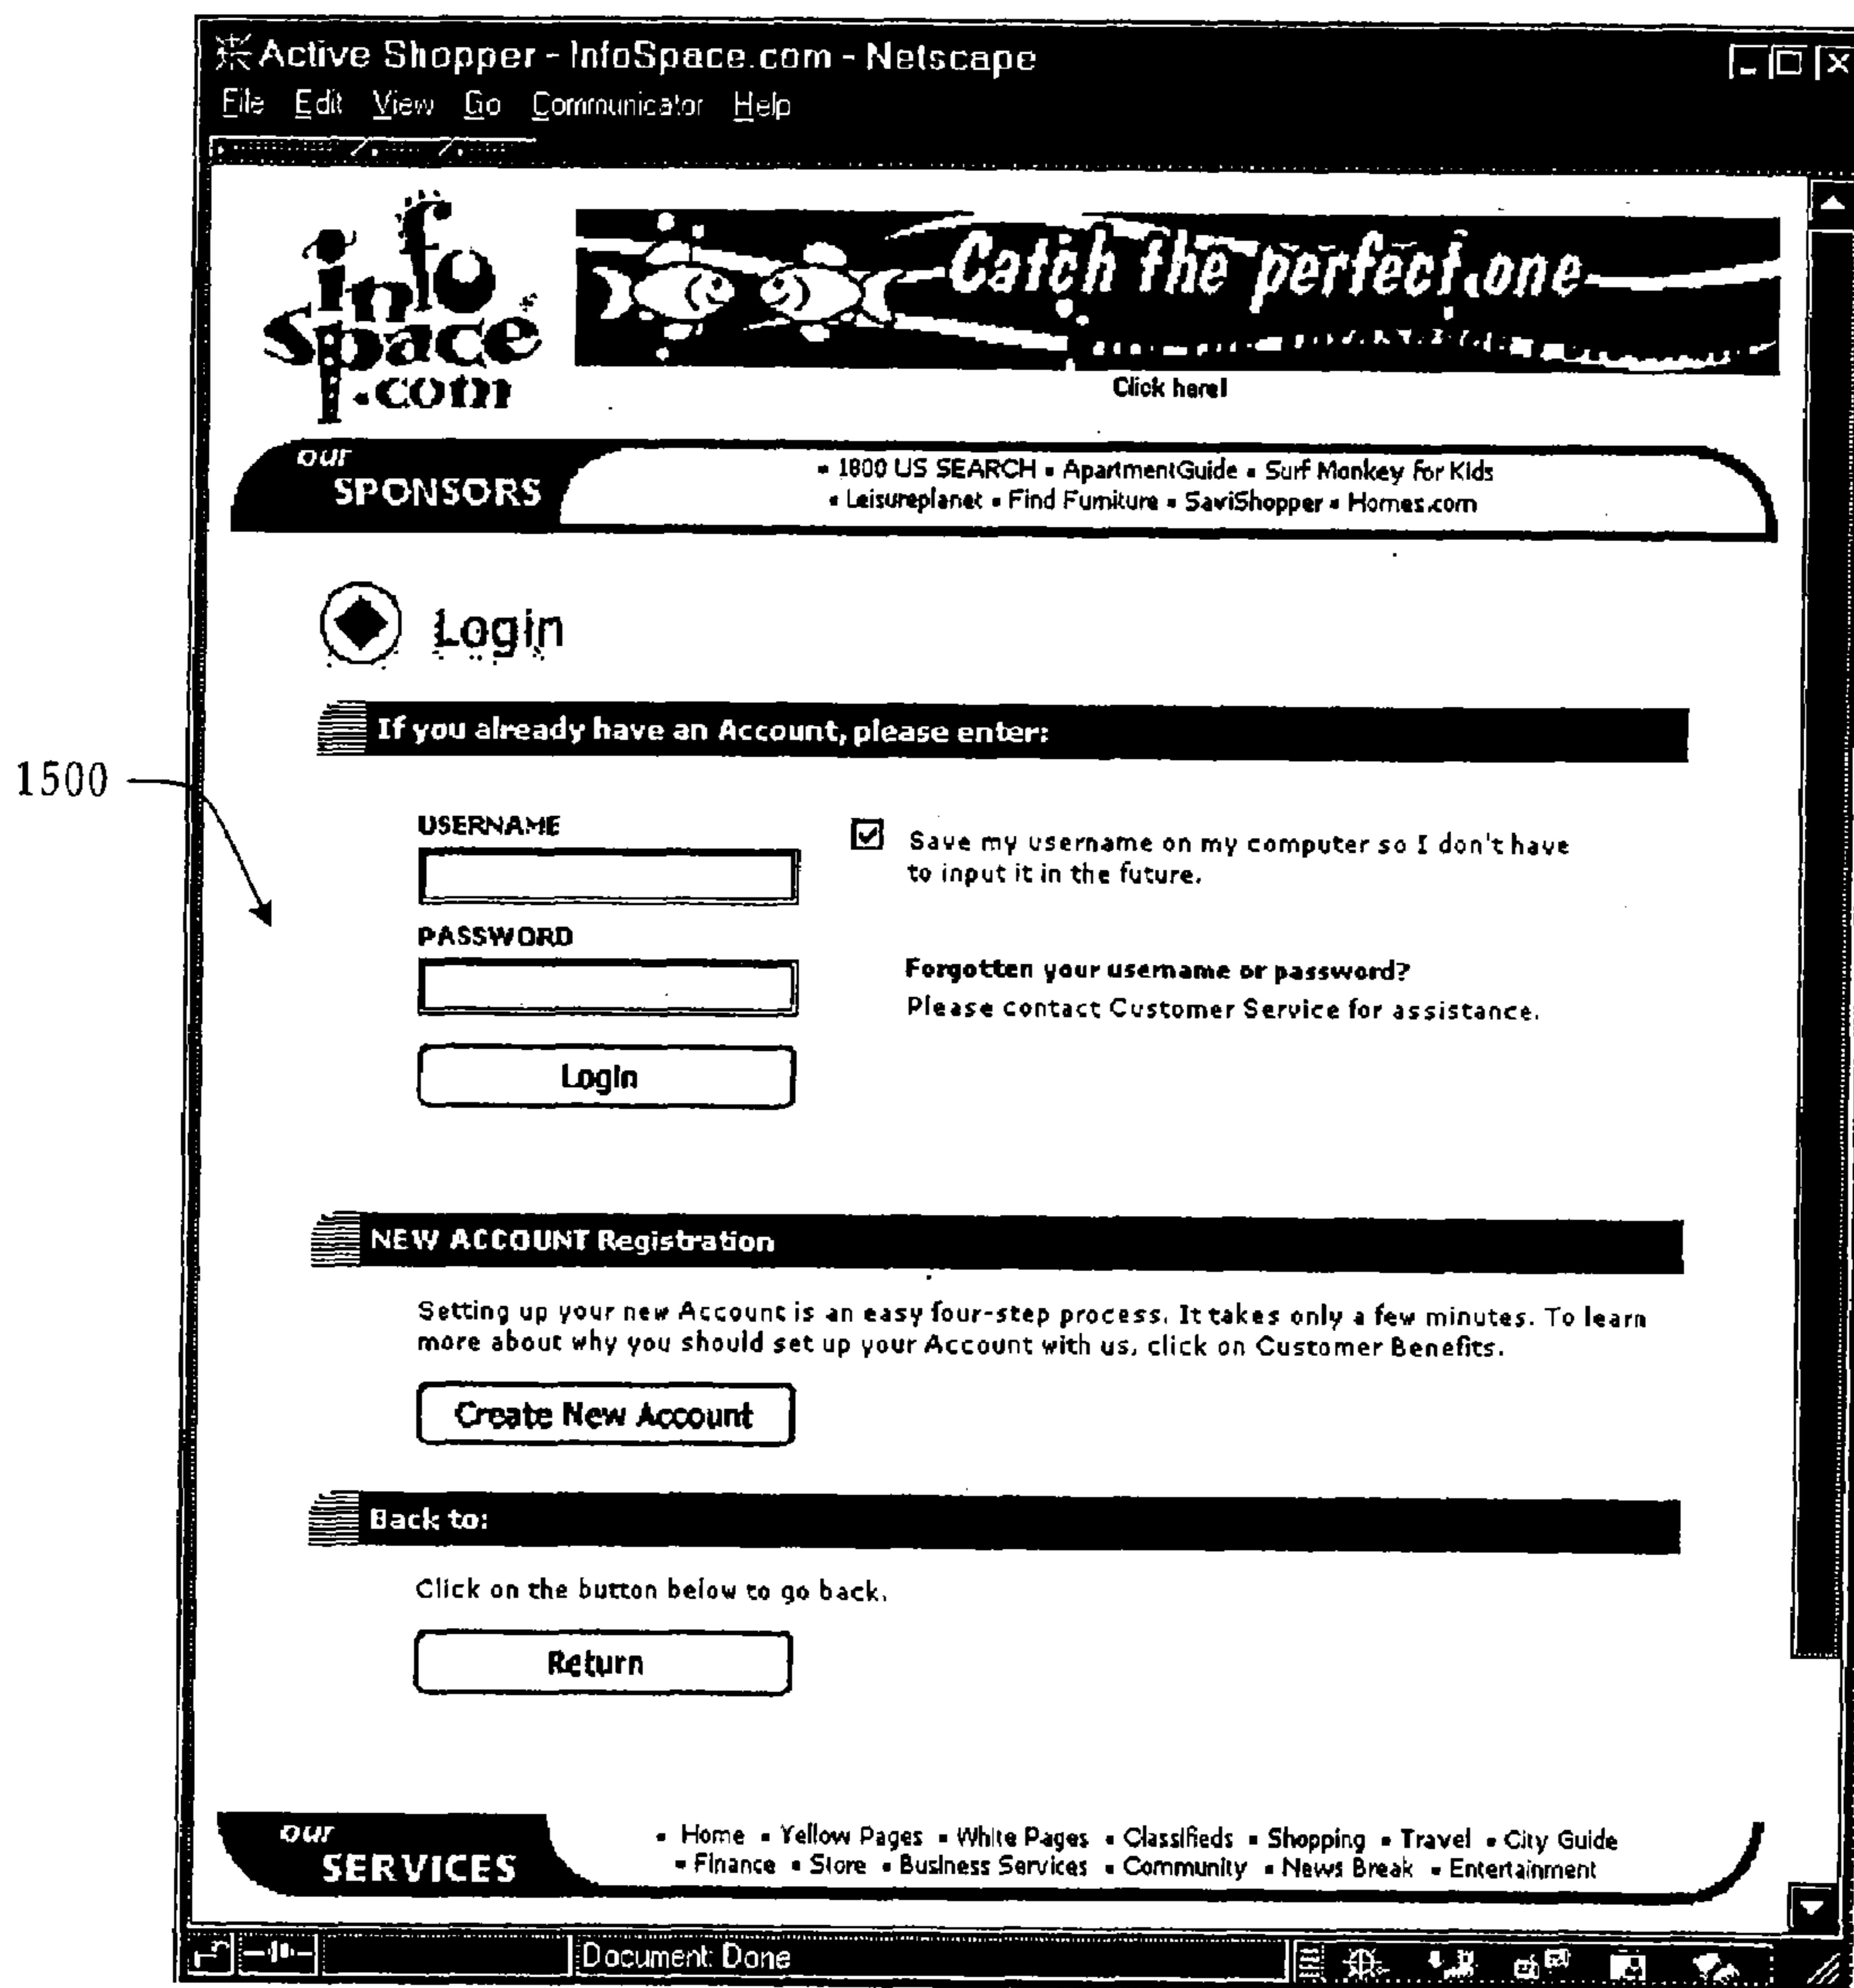 Active Shopper - InfoSpace.com - Netscape
File Edit View Go Communicator Help
info
space
.com
Catch the perfect one
Click here!
our
SPONSORS
▪ 1800 US SEARCH ▪ ApartmentGuide ▪ Surf Monkey for Kids
▪ Leisureplanet ▪ Find Furniture ▪ SaviShopper ▪ Homes.com
Login
If you already have an Account, please enter:
1500
USERNAME
Save my username on my computer so I don't have
to input it in the future.
PASSWORD
Forgotten your username or password?
Please contact Customer Service for assistance.
Login
NEW ACCOUNT Registration
Setting up your new Account is an easy four-step process. It takes only a few minutes. To learn
more about why you should set up your Account with us, click on Customer Benefits.
Create New Account
Back to:
Click on the button below to go back.
Return
our
SERVICES
▪ Home ▪ Yellow Pages ▪ White Pages ▪ Classifieds ▪ Shopping ▪ Travel ▪ City Guide
▪ Finance ▪ Store ▪ Business Services ▪ Community ▪ News Break ▪ Entertainment
Document: Done